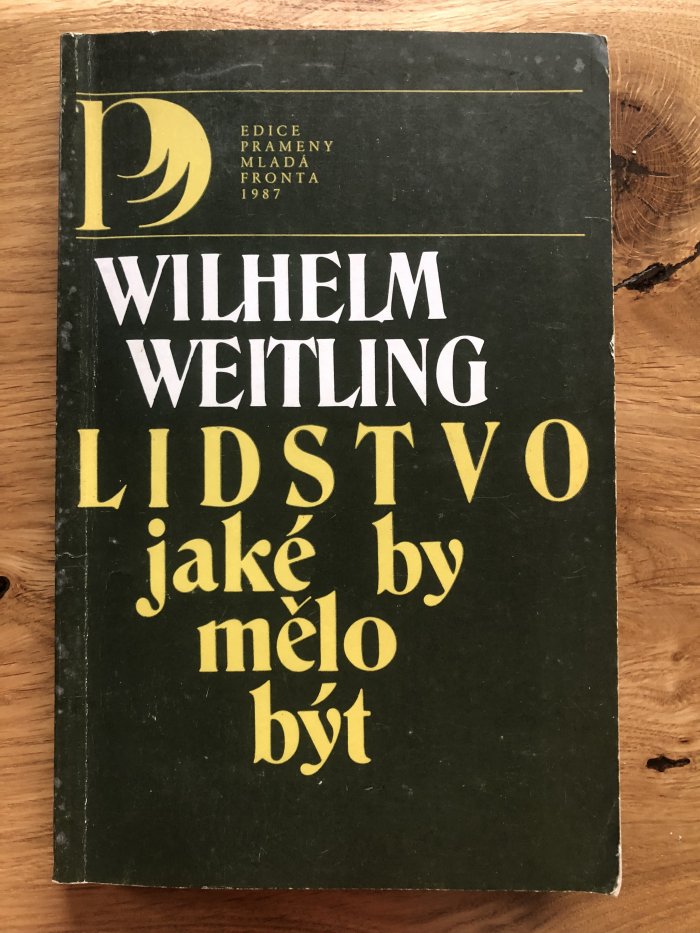 EDICE
PRAMENY
MLADÁ
FRONTA
1987
WILHELM
WEITLING
LIDSTVO
jaké by
mělo
být